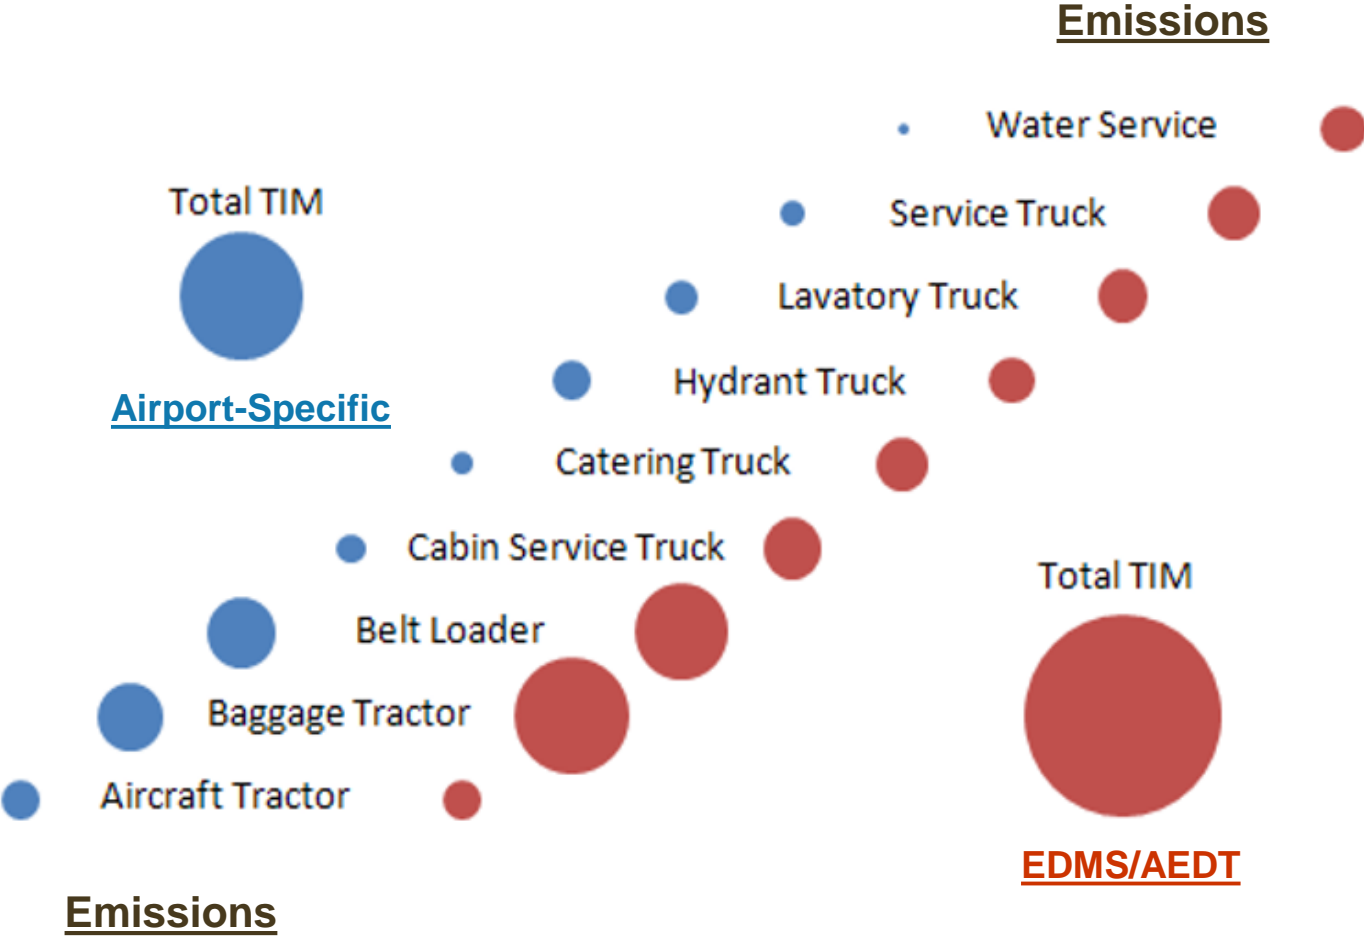 Emissions
Water Service
Total TIM
Service Truck
Lavatory Truck
Hydrant Truck
Airport-Specific
Catering Truck
Cabin Service Truck
Total TIM
Belt Loader
Baggage Tractor
Aircraft Tractor
EDMS/AEDT
Emissions